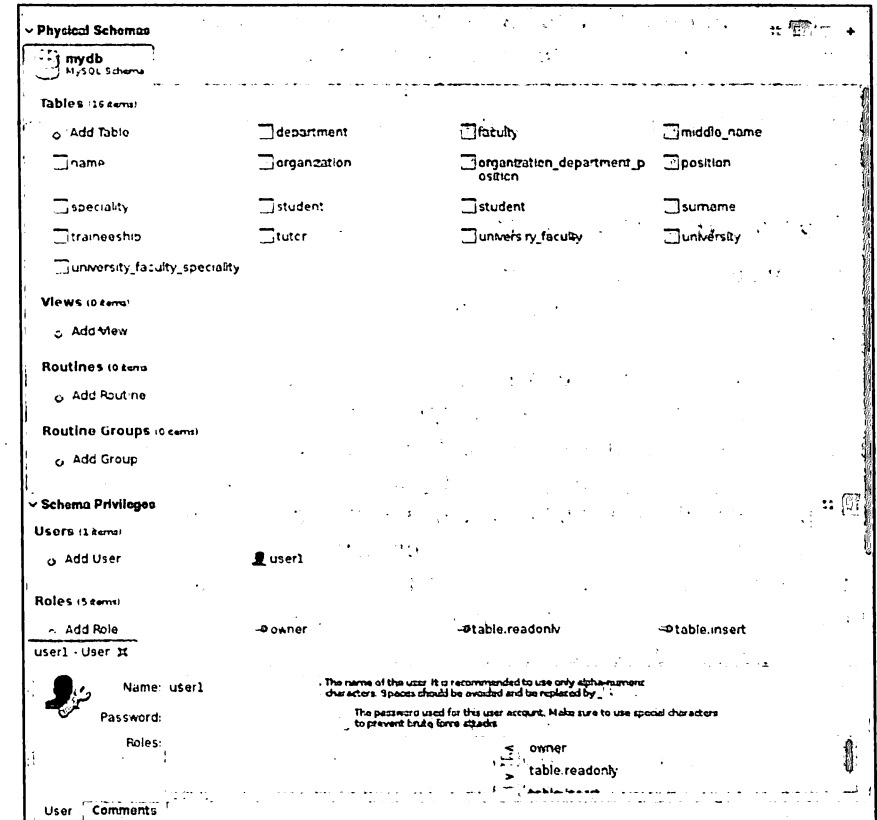 Physical Schemas
mydb
MySQL Schema
Tables (16 items)
Add Table
department
faculty
middle_name
name
organization
organization_department_p
osition
position
speciality
student
student
surname
traineeship
tutor
university_faculty
university
university_faculty_speciality
Views (0 items)
Add View
Routines (0 items
Add Routine
Routine Groups (0 items)
Add Group
Schema Privileges
Users (1 items)
Add User
user1
Roles (5 items)
Add Role
owner
table.readonly
table.insert
user1 - User
Name: user1
The name of the user. It is recommended to use only alpha-numeric
characters. Spaces should be avoided and be replaced by _
Password:
The password used for this user account. Make sure to use special characters
to prevent brute force attacks
Roles:
owner
table.readonly
table.insert
User
Comments